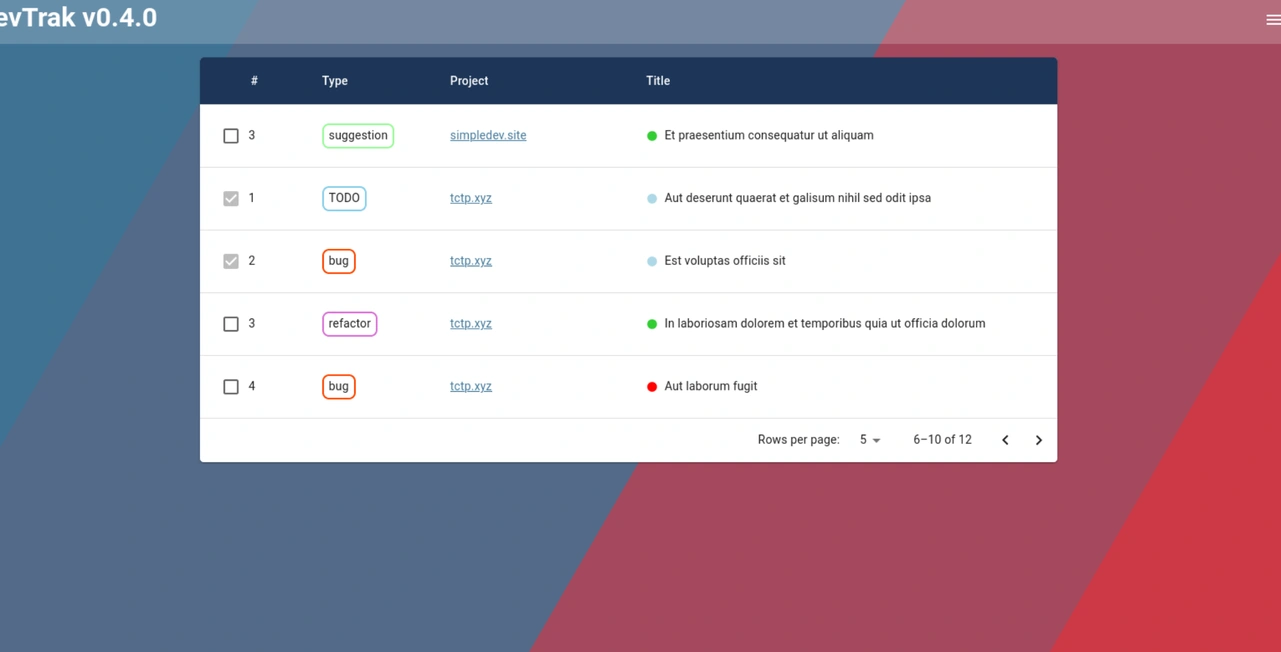 evTrak v0.4.0
# Type Project Title
3 suggestion simpledev.site Et praesentium consequatur ut aliquam
1 TODO tctp.xyz Aut deserunt quaerat et galisum nihil sed odit ipsa
2 bug tctp.xyz Est voluptas officiis sit
3 refactor tctp.xyz In laboriosam dolorem et temporibus quia ut officia dolorum
4 bug tctp.xyz Aut laborum fugit
Rows per page: 5 6–10 of 12